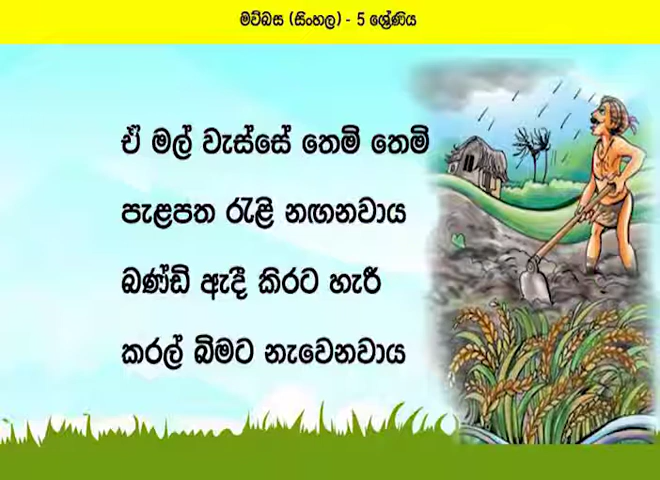 මව්බස (සිංහල) - 5 ශ්‍රේණිය
ඒ මල් වැස්සේ තෙමි තෙමි
පැළපත රැළි නඟනවාය
බණ්ඩි ඇදී කිරට හැරී
කරල් බිමට නැවෙනවාය